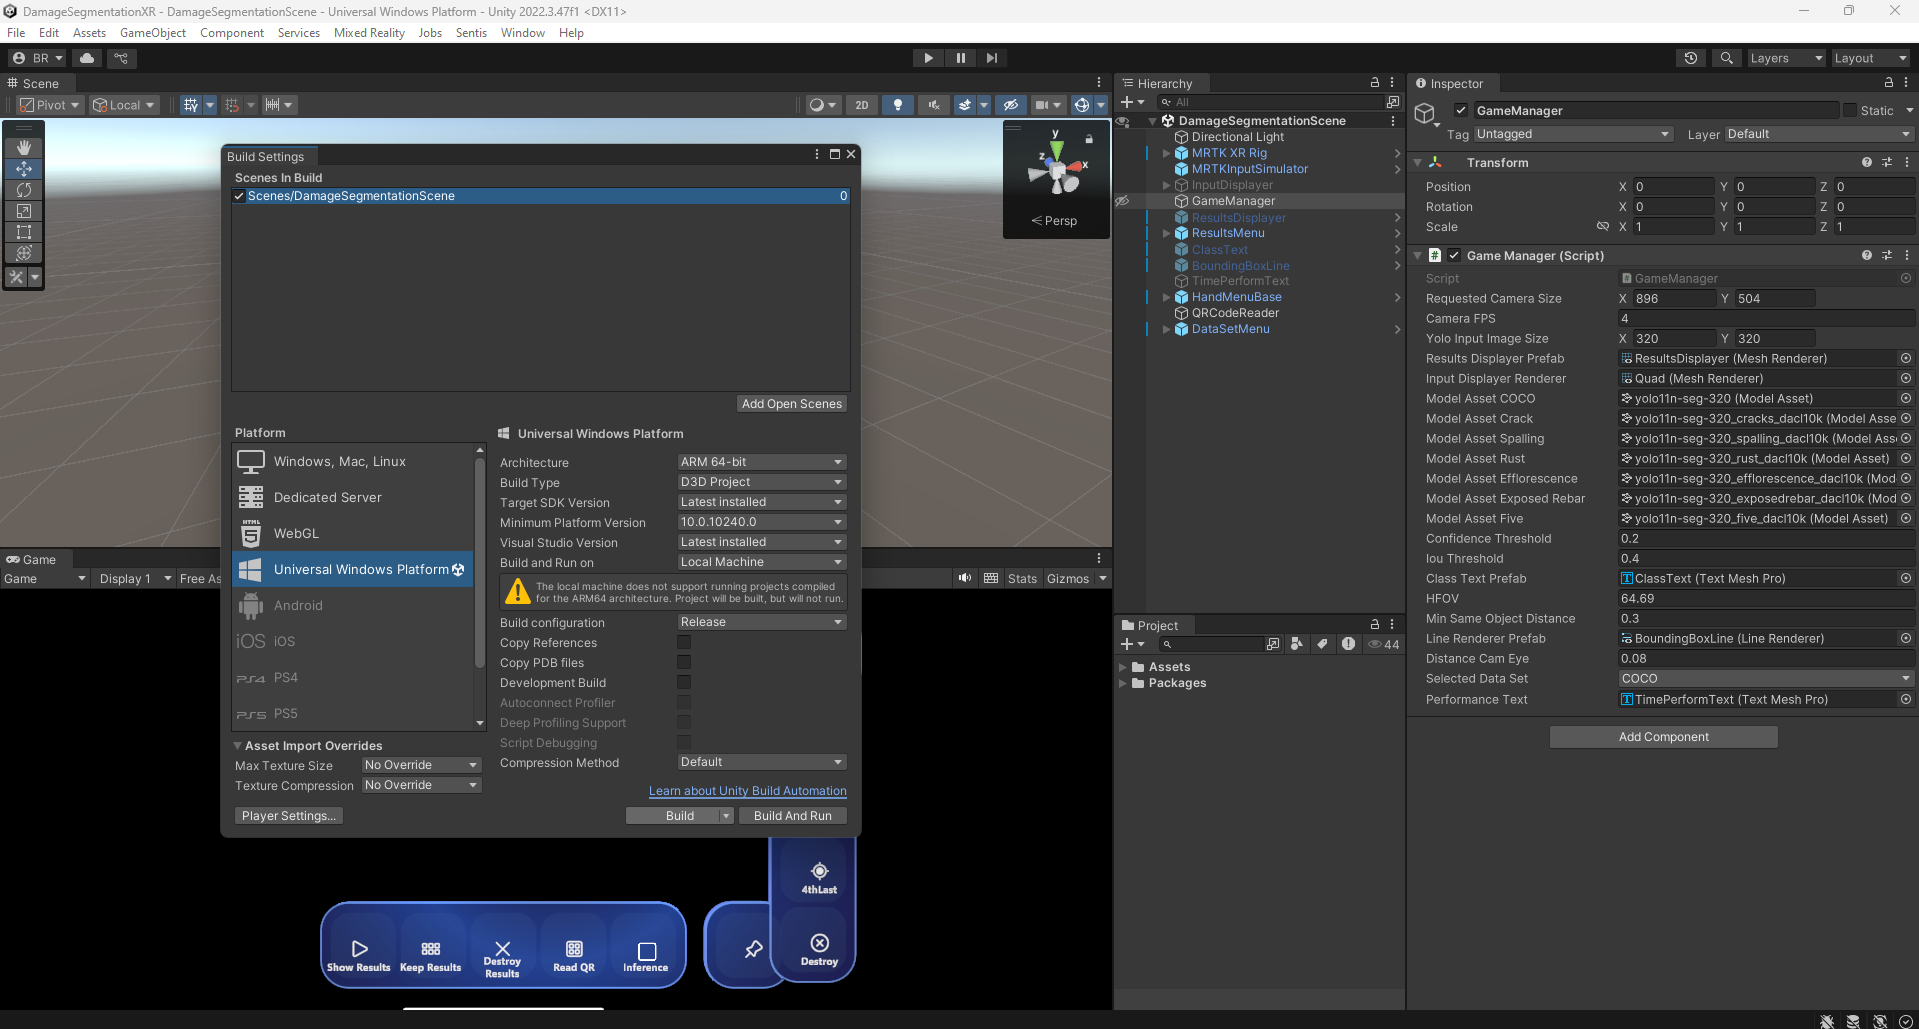 DamageSegmentationXR - DamageSegmentationScene - Universal Windows Platform - Unity 2022.3.47f1 <DX11>
File Edit Assets GameObject Component Services Mixed Reality Jobs Sentis Window Help
BR
Layers
Layout
Scene
Pivot
Local
2D
y
z
x
Persp
Build Settings
Scenes In Build
Scenes/DamageSegmentationScene 0
Add Open Scenes
Platform
Windows, Mac, Linux
Dedicated Server
HTML
5
WebGL
Universal Windows Platform
Android
iOS iOS
PS4 PS4
PS5 PS5
Asset Import Overrides
Max Texture Size No Override
Texture Compression No Override
Player Settings...
Universal Windows Platform
Architecture ARM 64-bit
Build Type D3D Project
Target SDK Version Latest installed
Minimum Platform Version 10.0.10240.0
Visual Studio Version Latest installed
Build and Run on Local Machine
The local machine does not support running projects compiled
for the ARM64 architecture. Project will be built, but will not run.
Build configuration Release
Copy References
Copy PDB files
Development Build
Autoconnect Profiler
Deep Profiling Support
Script Debugging
Compression Method Default
Learn about Unity Build Automation
Build
Build And Run
Game
Game Display 1 Free As
Stats Gizmos
Show Results
Keep Results
Destroy
Results
Read QR
Inference
4thLast
Destroy
Hierarchy
All
DamageSegmentationScene
Directional Light
MRTK XR Rig
MRTKInputSimulator
InputDisplayer
GameManager
ResultsDisplayer
ResultsMenu
ClassText
BoundingBoxLine
TimePerformText
HandMenuBase
QRCodeReader
DataSetMenu
Project
44
Assets
Packages
Inspector
GameManager Static
Tag Untagged Layer Default
Transform
Position X 0 Y 0 Z 0
Rotation X 0 Y 0 Z 0
Scale X 1 Y 1 Z 1
# Game Manager (Script)
Script GameManager
Requested Camera Size X 896 Y 504
Camera FPS 4
Yolo Input Image Size X 320 Y 320
Results Displayer Prefab ResultsDisplayer (Mesh Renderer)
Input Displayer Renderer Quad (Mesh Renderer)
Model Asset COCO yolo11n-seg-320 (Model Asset)
Model Asset Crack yolo11n-seg-320_cracks_dacl10k (Model Asse
Model Asset Spalling yolo11n-seg-320_spalling_dacl10k (Model Ass
Model Asset Rust yolo11n-seg-320_rust_dacl10k (Model Asset)
Model Asset Efflorescence yolo11n-seg-320_efflorescence_dacl10k (Mod
Model Asset Exposed Rebar yolo11n-seg-320_exposedrebar_dacl10k (Mod
Model Asset Five yolo11n-seg-320_five_dacl10k (Model Asset)
Confidence Threshold 0.2
Iou Threshold 0.4
Class Text Prefab ClassText (Text Mesh Pro)
HFOV 64.69
Min Same Object Distance 0.3
Line Renderer Prefab BoundingBoxLine (Line Renderer)
Distance Cam Eye 0.08
Selected Data Set COCO
Performance Text TimePerformText (Text Mesh Pro)
Add Component